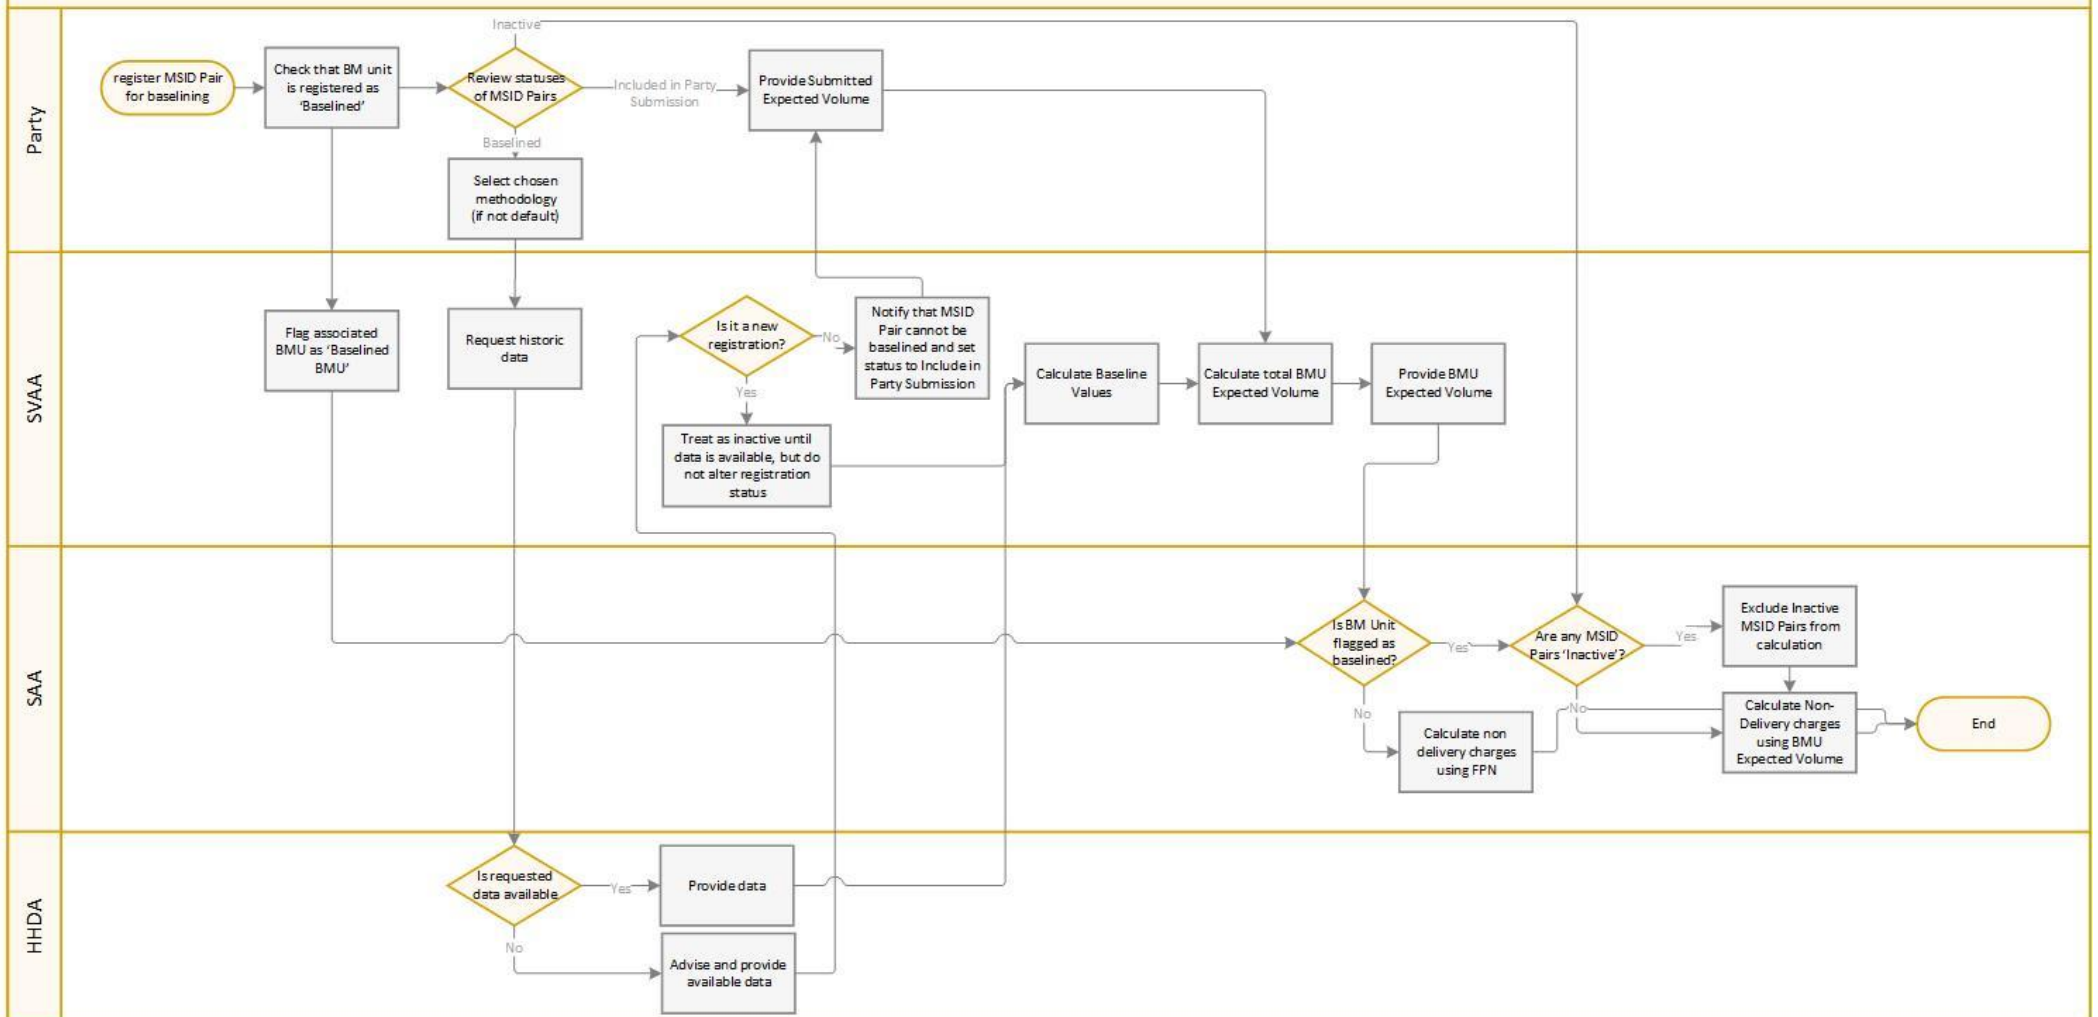 Party
Inactive
register MSID Pair
for baselining
Check that BM unit
is registered as
‘Baselined’
Review statuses
of MSID Pairs
Included in Party
Submission
Provide Submitted
Expected Volume
Baselined
Select chosen
methodology
(if not default)
SVAA
Flag associated
BMU as ‘Baselined
BMU’
Request historic
data
Is it a new
registration?
No
Notify that MSID
Pair cannot be
baselined and set
status to Include in
Party Submission
Yes
Treat as inactive until
data is available, but do
not alter registration
status
Calculate Baseline
Values
Calculate total BMU
Expected Volume
Provide BMU
Expected Volume
SAA
Is BM Unit
flagged as
baselined?
Yes
Are any MSID
Pairs ‘Inactive’?
Yes
Exclude Inactive
MSID Pairs from
calculation
No
Calculate non
delivery charges
using FPN
No
Calculate Non-
Delivery charges
using BMU
Expected Volume
End
HHDA
Is requested
data available
Yes
Provide data
No
Advise and provide
available data